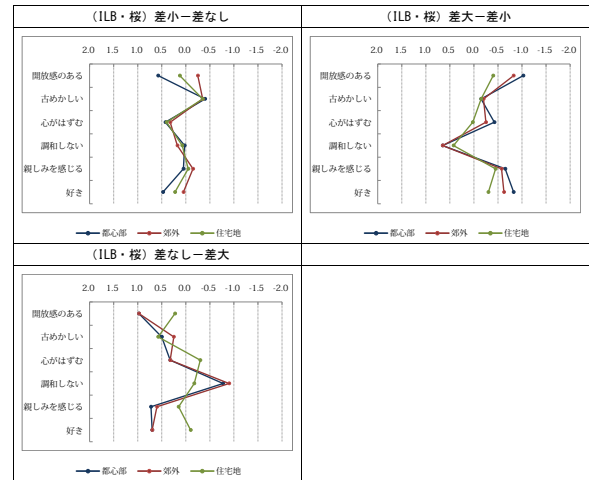 （ILB・桜）差小－差なし
2.0 1.5 1.0 0.5 0.0 -0.5 -1.0 -1.5 -2.0
開放感のある
古めかしい
心がはずむ
調和しない
親しみを感じる
好き
都心部 郊外 住宅地
（ILB・桜）差大－差小
2.0 1.5 1.0 0.5 0.0 -0.5 -1.0 -1.5 -2.0
開放感のある
古めかしい
心がはずむ
調和しない
親しみを感じる
好き
都心部 郊外 住宅地
（ILB・桜）差なし－差大
2.0 1.5 1.0 0.5 0.0 -0.5 -1.0 -1.5 -2.0
開放感のある
古めかしい
心がはずむ
調和しない
親しみを感じる
好き
都心部 郊外 住宅地